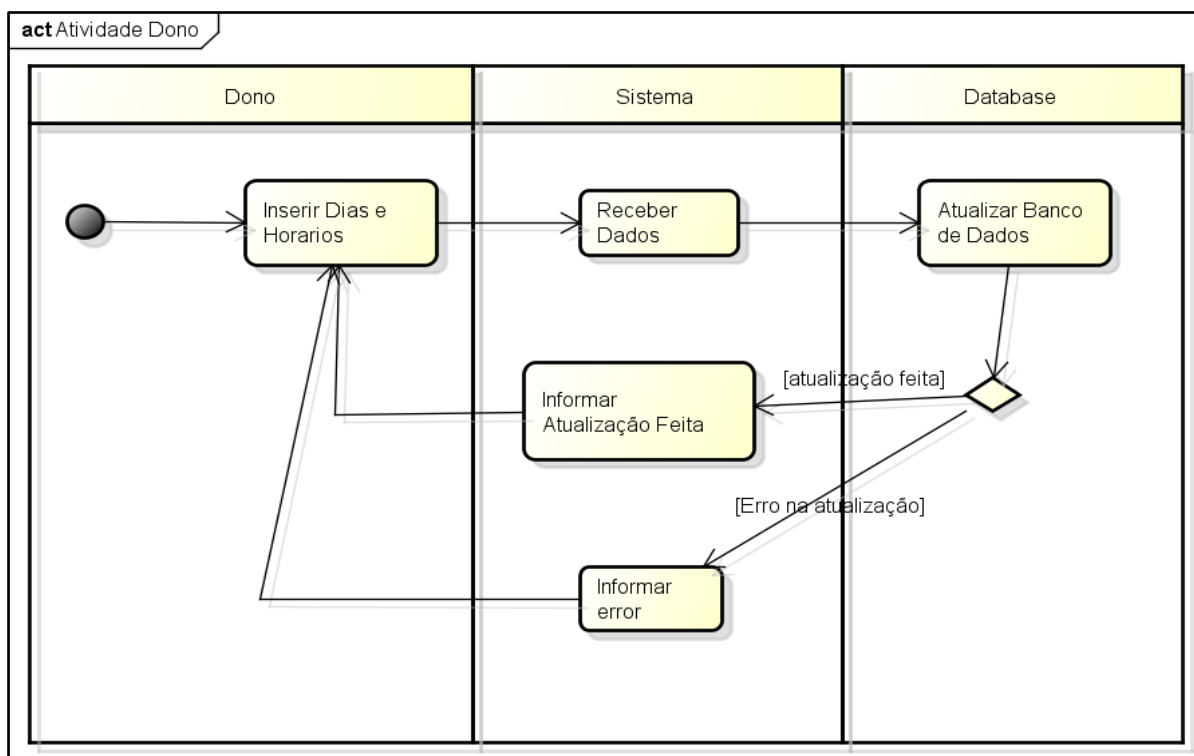 act Atividade Dono
Dono
Sistema
Database
Inserir Dias e
Horarios
Receber
Dados
Atualizar Banco
de Dados
[atualização feita]
Informar
Atualização Feita
[Erro na atualização]
Informar
error